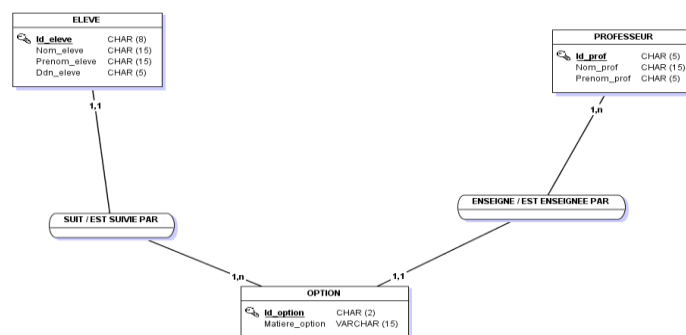 ELEVE
Id_eleve CHAR (8)
Nom_eleve CHAR (15)
Prenom_eleve CHAR (15)
Ddn_eleve CHAR (5)
PROFESSEUR
Id_prof CHAR (5)
Nom_prof CHAR (15)
Prenom_prof CHAR (5)
1,1
1,n
SUIT / EST SUIVIE PAR
ENSEIGNE / EST ENSEIGNEE PAR
1,n
1,1
OPTION
Id_option CHAR (2)
Matiere_option VARCHAR (15)